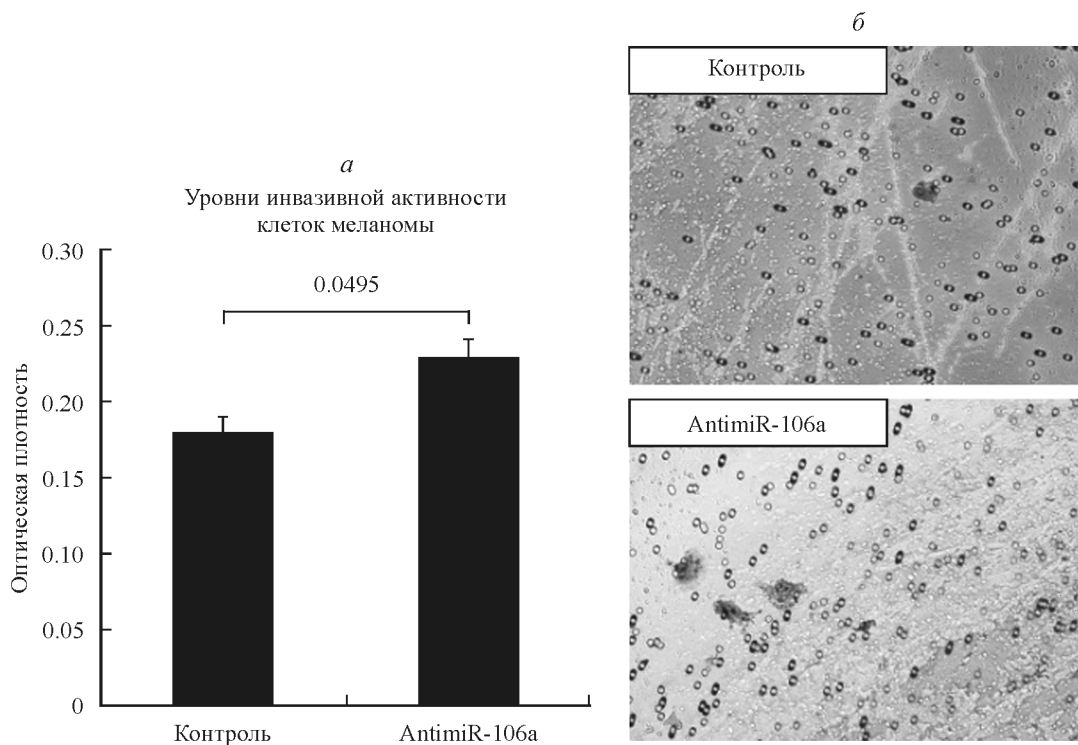 а
Уровни инвазивной активности
клеток меланомы
0.30
0.25
0.20
0.15
0.10
0.05
0
Оптическая плотность
0.0495
Контроль
AntimiR-106a
б
Контроль
AntimiR-106a